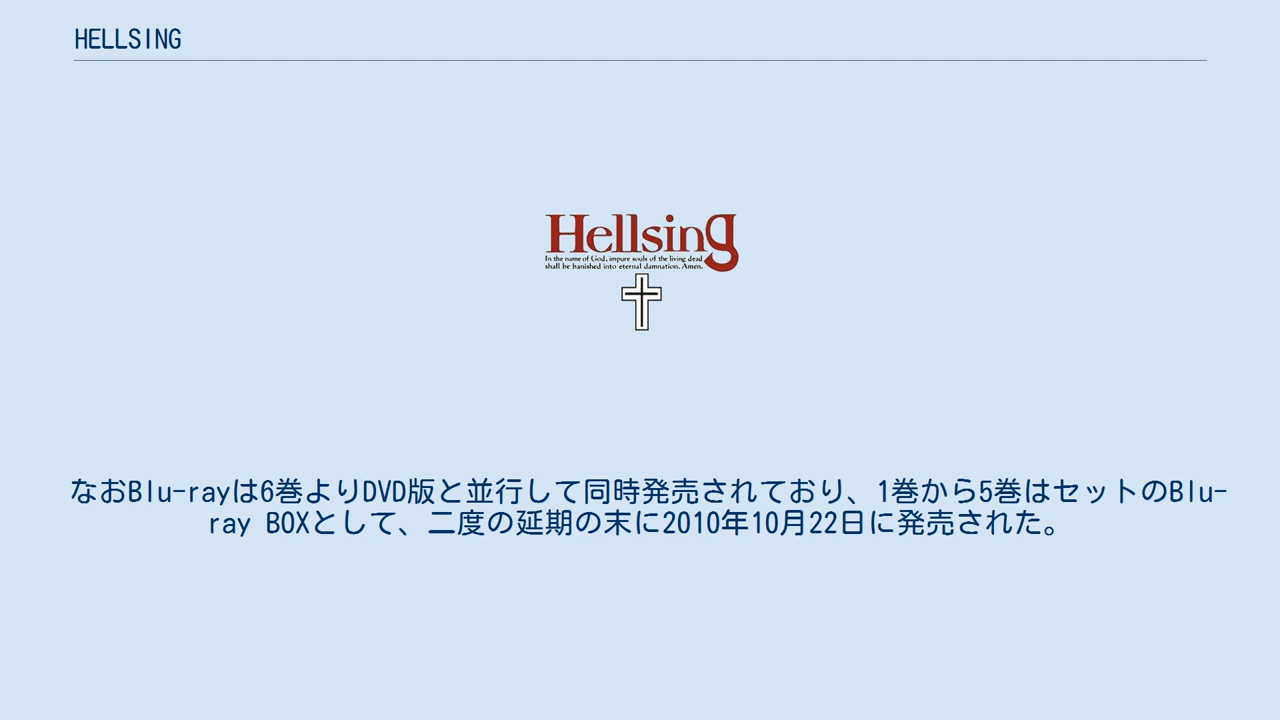 HELLSING
Hellsing
In the name of God, impure souls of the living dead
shall be banished into eternal damnation. Amen.
なおBlu-rayは6巻よりDVD版と並行して同時発売されており、1巻から5巻はセットのBlu-
ray BOXとして、二度の延期の末に2010年10月22日に発売された。